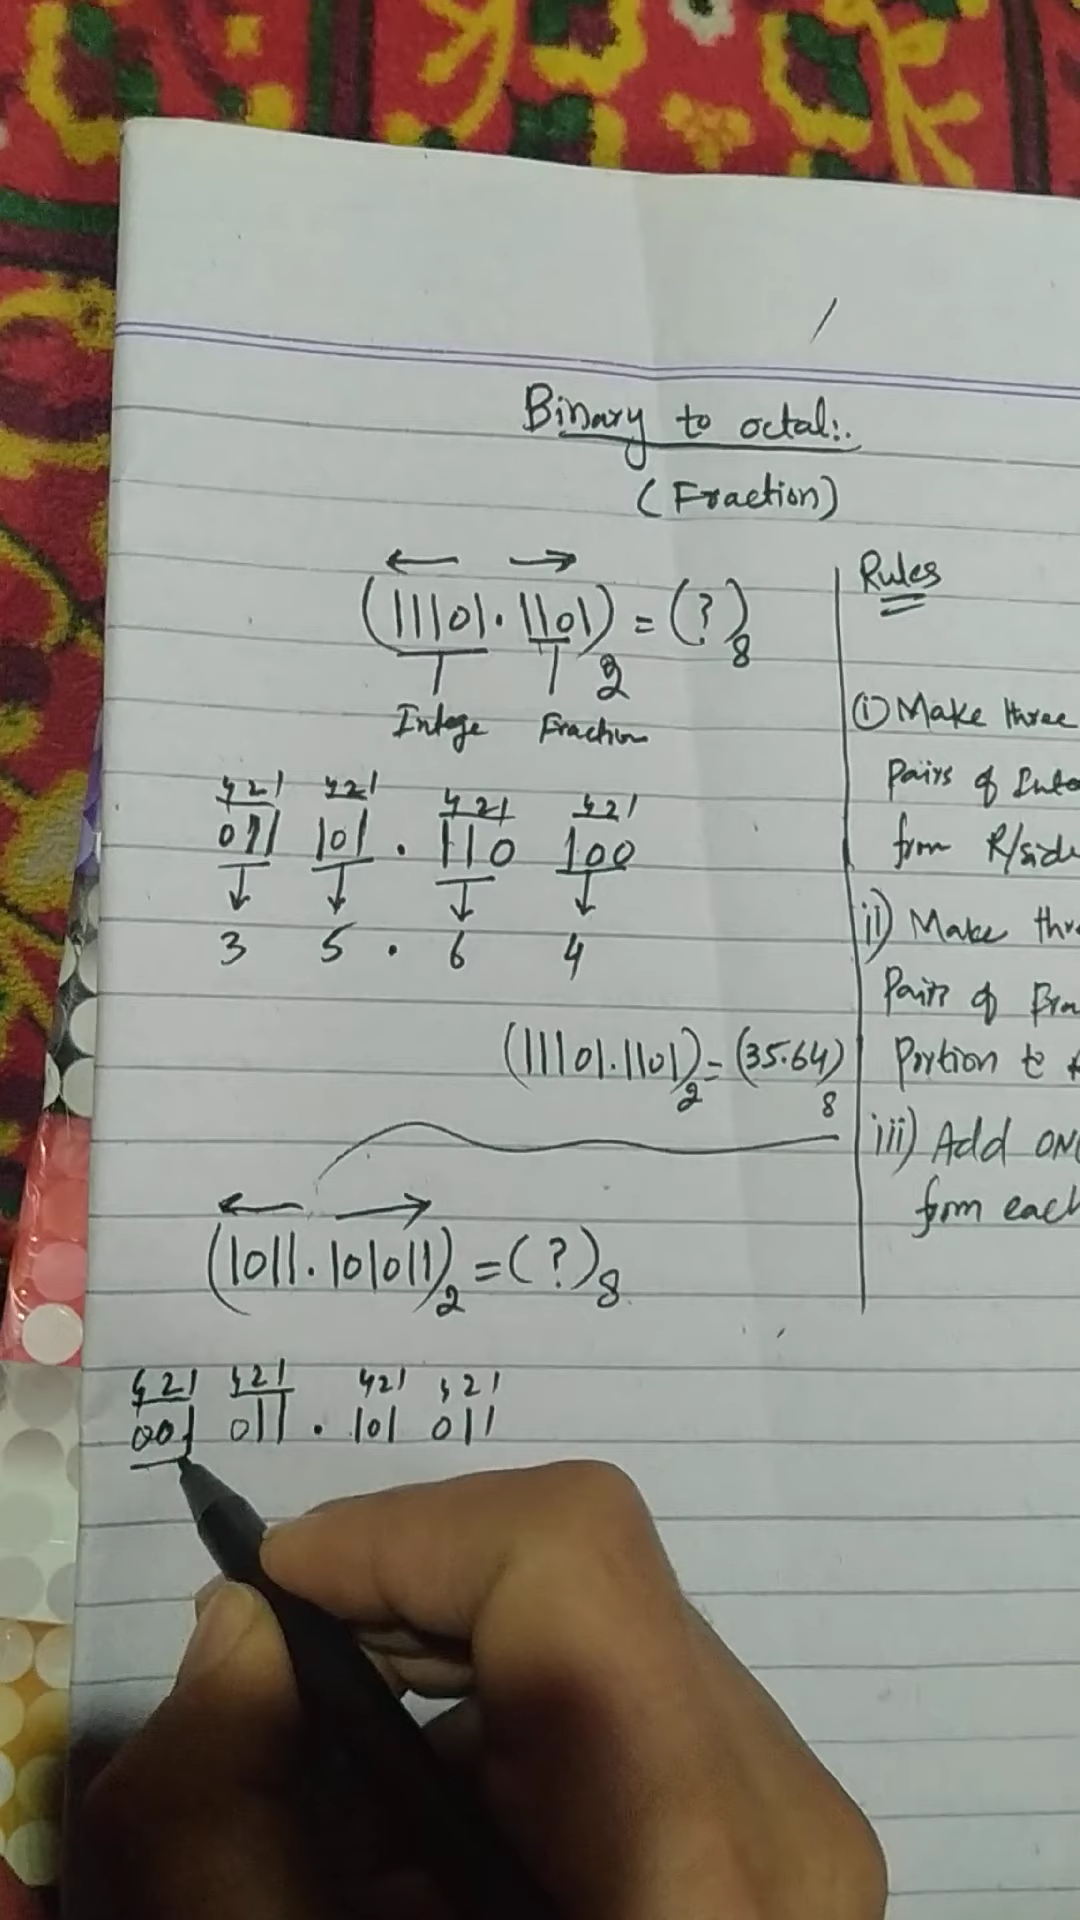 Binary to octal:.
(Fraction)
(11101.1101)2 = (?)8
Intege Fraction
421 421 421 421
011 101 . 110 100
3 5 . 6 4
(11101.1101)2 = (35.64)8
(1011.101011)2 = (?)8
421 421 421 421
001 011 . 101 011
Rules
(i) Make three
Pairs of
from R/side
ii) Make
Pairs of
Portion to
iii) Add
from each